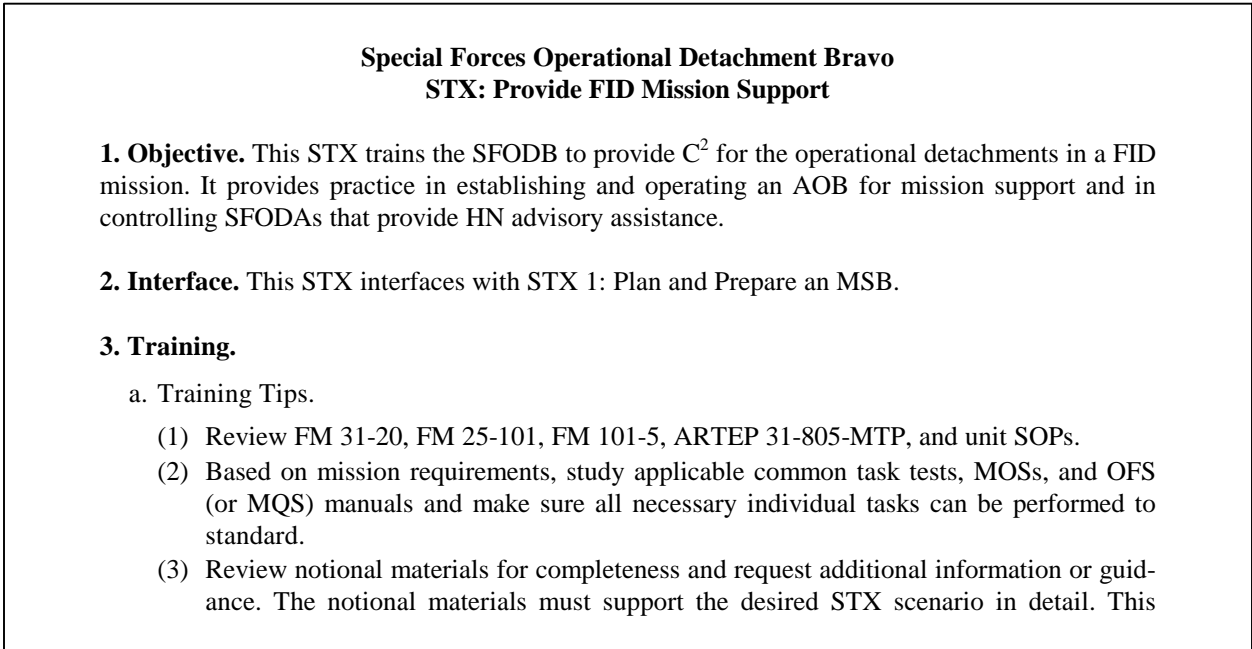 Special Forces Operational Detachment Bravo
STX: Provide FID Mission Support
1. Objective. This STX trains the SFODB to provide C² for the operational detachments in a FID
mission. It provides practice in establishing and operating an AOB for mission support and in
controlling SFODAs that provide HN advisory assistance.
2. Interface. This STX interfaces with STX 1: Plan and Prepare an MSB.
3. Training.
a. Training Tips.
(1) Review FM 31-20, FM 25-101, FM 101-5, ARTEP 31-805-MTP, and unit SOPs.
(2) Based on mission requirements, study applicable common task tests, MOSs, and OFS
(or MQS) manuals and make sure all necessary individual tasks can be performed to
standard.
(3) Review notional materials for completeness and request additional information or guid-
ance. The notional materials must support the desired STX scenario in detail. This